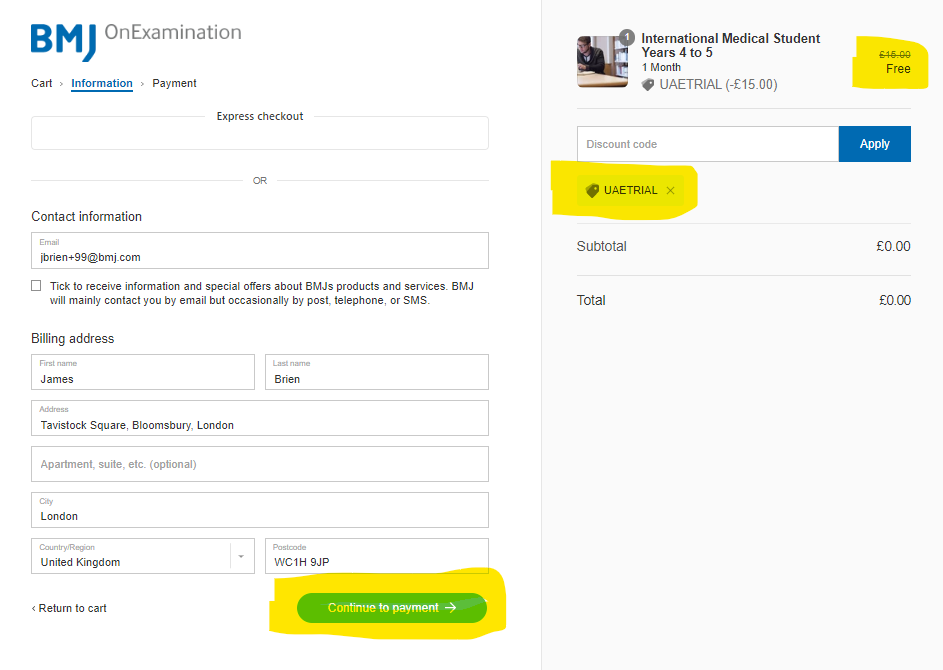 BMJ OnExamination
Cart › Information › Payment
Express checkout
OR
Contact information
Email
jbrien+99@bmj.com
Tick to receive information and special offers about BMJs products and services. BMJ
will mainly contact you by email but occasionally by post, telephone, or SMS.
Billing address
First name
James
Last name
Brien
Address
Tavistock Square, Bloomsbury, London
Apartment, suite, etc. (optional)
City
London
Country/Region
United Kingdom
Postcode
WC1H 9JP
‹ Return to cart
Continue to payment →
1
International Medical Student
Years 4 to 5
1 Month
UAETRIAL (-£15.00)
£15.00
Free
Discount code
Apply
UAETRIAL ×
Subtotal £0.00
Total £0.00